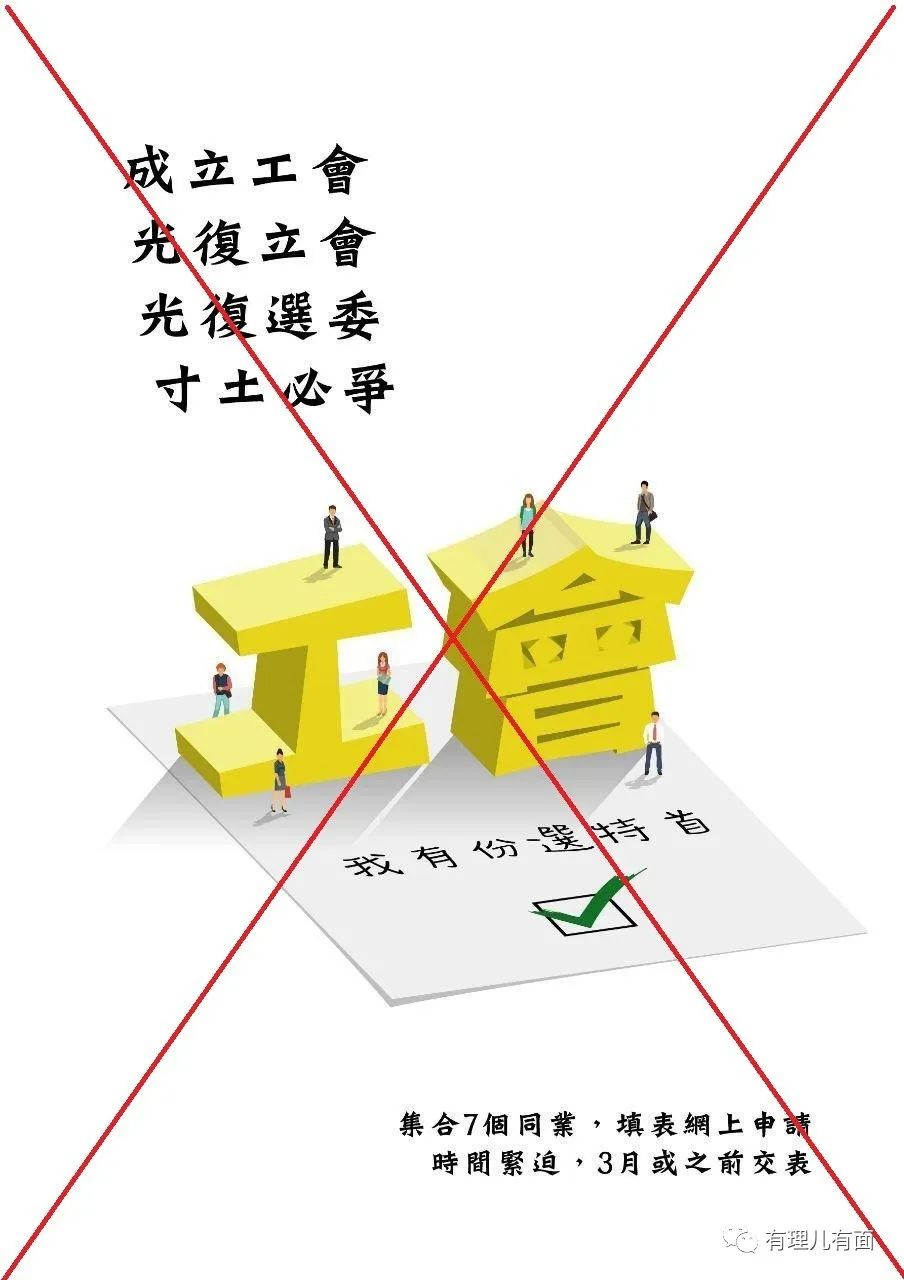 成立工會
光復立會
光復選委
寸土必爭
工會
我有份選特首
集合7個同業，填表網上申請
時間緊迫，3月或之前交表
有理儿有面